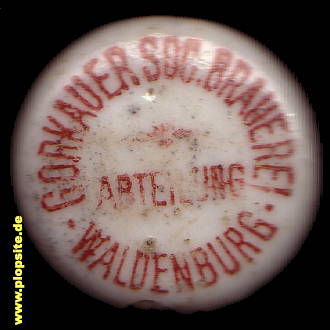 GORKAUER SOC. BRAUEREI
ABTEILUNG
· WALDENBURG ·
www.plopsite.de